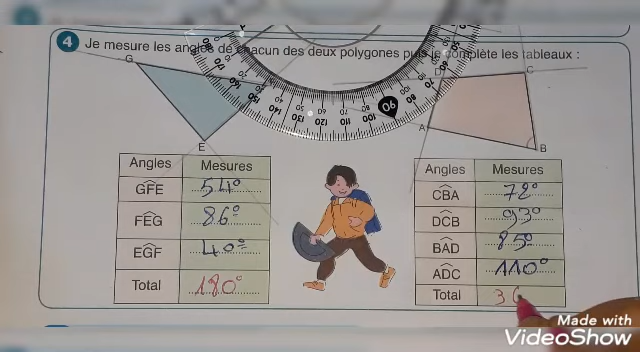 4 Je mesure les angles de chacun des deux polygones puis je complète les tableaux :
G
D
C
A
B
E
Angles Mesures
GFE 54°
FEG 86°
EGF 40°
Total 180°
Angles Mesures
CBA 72°
DCB 93°
BAD 85°
ADC 110°
Total 36
Made with
VideoShow